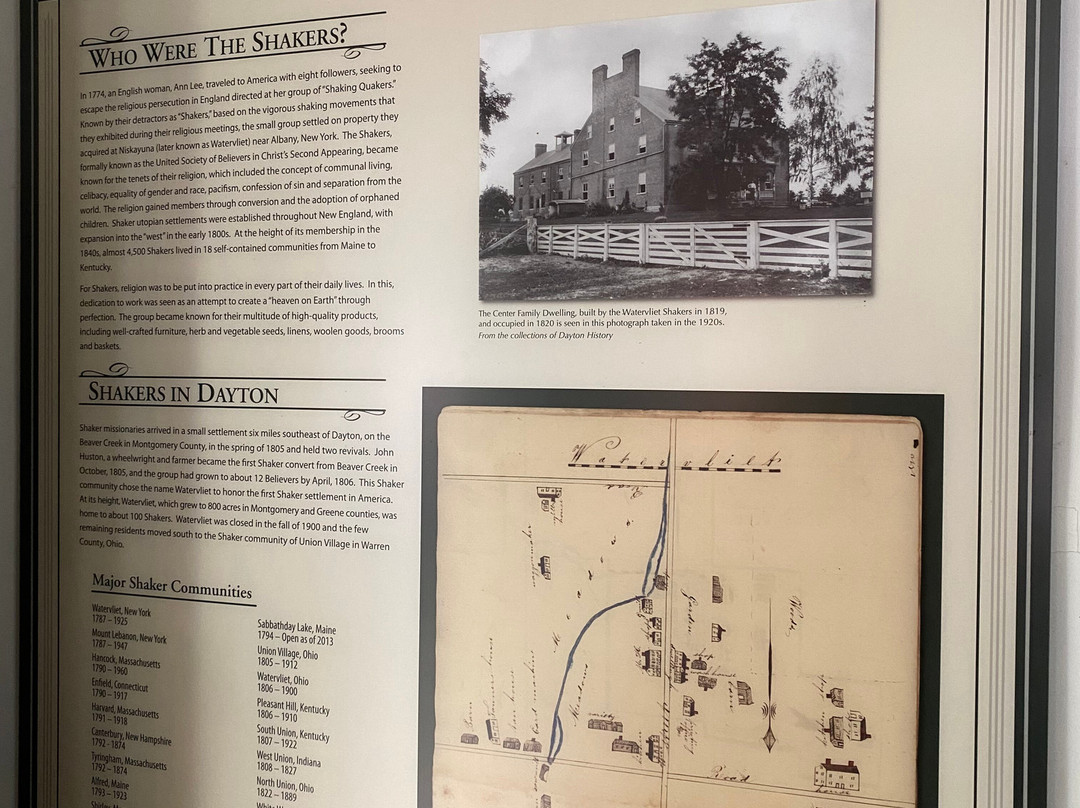 WHO WERE THE SHAKERS?
In 1774, an English woman, Ann Lee, traveled to America with eight followers, seeking to
escape the religious persecution in England directed at her group of "Shaking Quakers."
Known by their detractors as "Shakers," based on the vigorous shaking movements that
they exhibited during their religious meetings, the small group settled on property they
acquired at Niskayuna (later known as Watervliet) near Albany, New York. The Shakers,
formally known as the United Society of Believers in Christ's Second Appearing, became
known for the tenets of their religion, which included the concept of communal living,
celibacy, equality of gender and race, pacifism, confession of sin and separation from the
world. The religion gained members through conversion and the adoption of orphaned
children. Shaker utopian settlements were established throughout New England, with
expansion into the "west" in the early 1800s. At the height of its membership in the
1840s, almost 4,500 Shakers lived in 18 self-contained communities from Maine to
Kentucky.
For Shakers, religion was to be put into practice in every part of their daily lives. In this,
dedication to work was seen as an attempt to create a "heaven on Earth" through
perfection. The group became known for their multitude of high-quality products,
including well-crafted furniture, herb and vegetable seeds, linens, woolen goods, brooms
and baskets.
The Center Family Dwelling, built by the Watervliet Shakers in 1819,
and occupied in 1820 is seen in this photograph taken in the 1920s.
From the collections of Dayton History
SHAKERS IN DAYTON
Shaker missionaries arrived in a small settlement six miles southeast of Dayton, on the
Beaver Creek in Montgomery County, in the spring of 1805 and held two revivals. John
Huston, a wheelwright and farmer became the first Shaker convert from Beaver Creek in
October, 1805, and the group had grown to about 12 Believers by April, 1806. This Shaker
community chose the name Watervliet to honor the first Shaker settlement in America.
At its height, Watervliet, which grew to 800 acres in Montgomery and Greene counties, was
home to about 100 Shakers. Watervliet was closed in the fall of 1900 and the few
remaining residents moved south to the Shaker community of Union Village in Warren
County, Ohio.
Major Shaker Communities
Watervliet, New York
1787 – 1925
Mount Lebanon, New York
1787 – 1947
Hancock, Massachusetts
1790 – 1960
Enfield, Connecticut
1790 – 1917
Harvard, Massachusetts
1791 – 1918
Canterbury, New Hampshire
1792 - 1874
Tyringham, Massachusetts
1792 – 1874
Alfred, Maine
1793 – 1923
Sabbathday Lake, Maine
1794 – Open as of 2013
Union Village, Ohio
1805 – 1912
Watervliet, Ohio
1806 – 1900
Pleasant Hill, Kentucky
1806 – 1910
South Union, Kentucky
1807 – 1922
West Union, Indiana
1808 – 1827
North Union, Ohio
1822 – 1889
Watervliet
Road
Meadows
Garden
Road